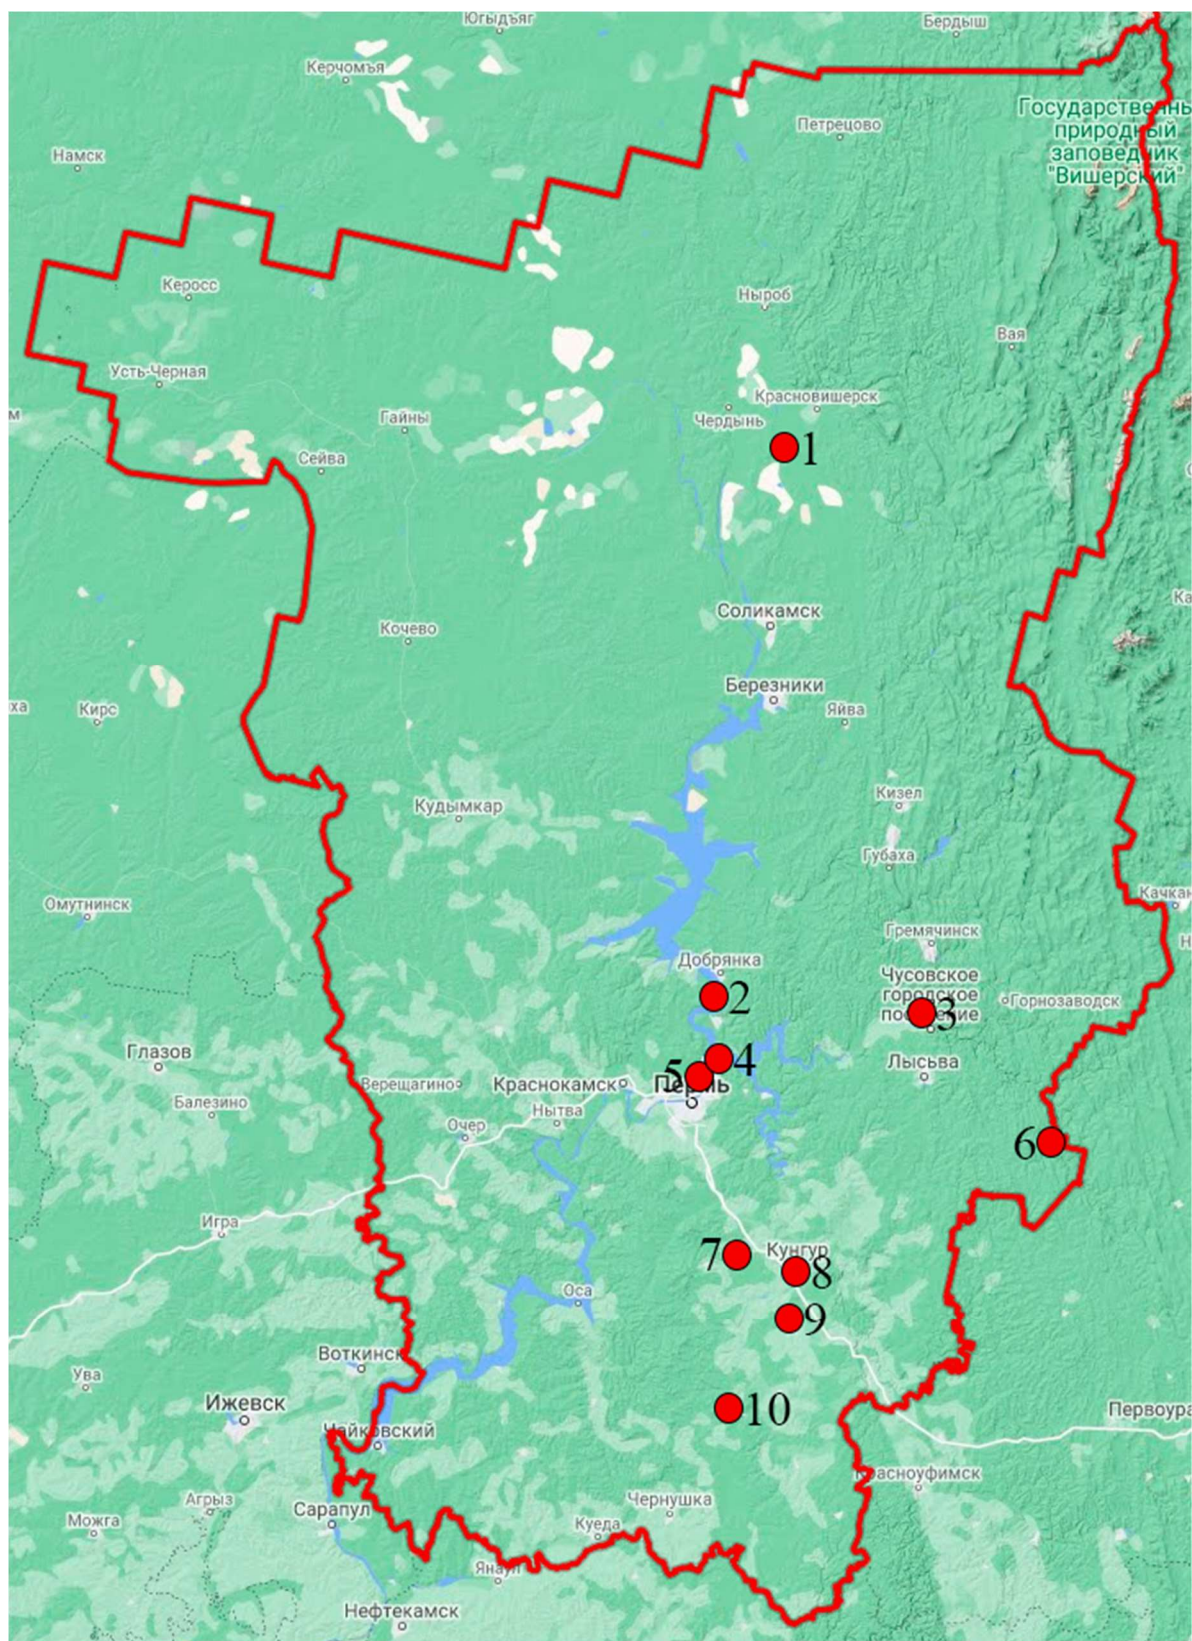 Югыдъяг
Бердыш
Керчомъя
Государственны
природный
заповедник
"Вишерский"
Петрецово
Намск
Керосс
Ныроб
Вая
Усть-Черная
Красновишерск
Гайны
Чердынь
м
1
Сейва
Соликамск
Кочево
Березники
ха
Кирс
Яйва
Кизел
Кудымкар
Губаха
Качкан
Омутнинск
Гремячинск
Добрянка
Чусовское
городское
2
Горнозаводск
3
Глазов
4
Лысьва
5
Пермь
Верещагино
Краснокамск
Балезино
Нытва
Очер
6
Игра
7
Кунгур
8
Оса
9
Воткинск
Ува
Ижевск
10
Первоура
Чайковский
Красноуфимск
Агрыз
Чернушка
Сарапул
Можга
Куеда
Янаул
Нефтекамск